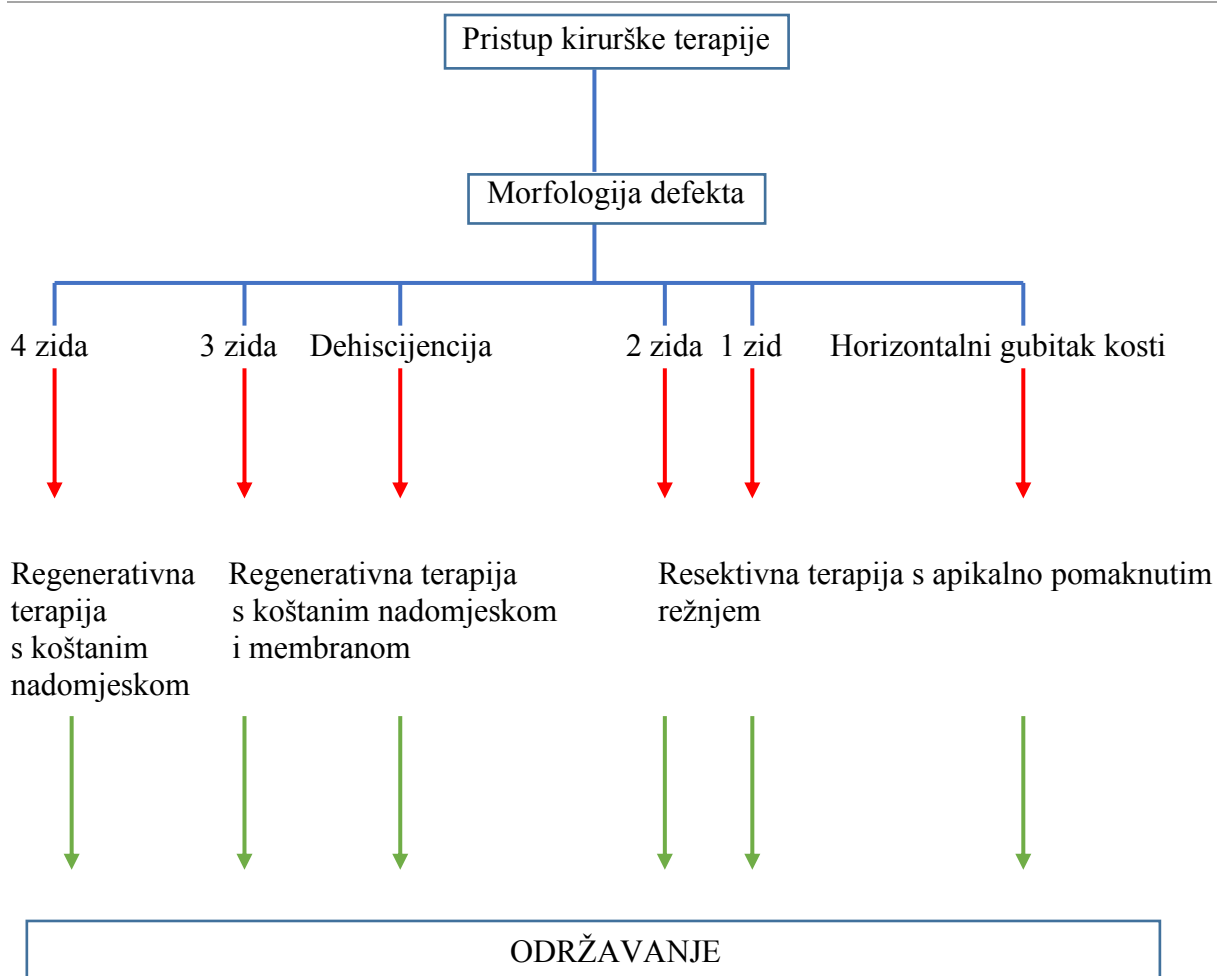 Pristup kirurške terapije
Morfologija defekta
4 zida
3 zida
Dehiscijencija
2 zida
1 zid
Horizontalni gubitak kosti
Regenerativna
terapija
s koštanim
nadomjeskom
Regenerativna terapija
s koštanim nadomjeskom
i membranom
Resektivna terapija s apikalno pomaknutim
režnjem
ODRŽAVANJE